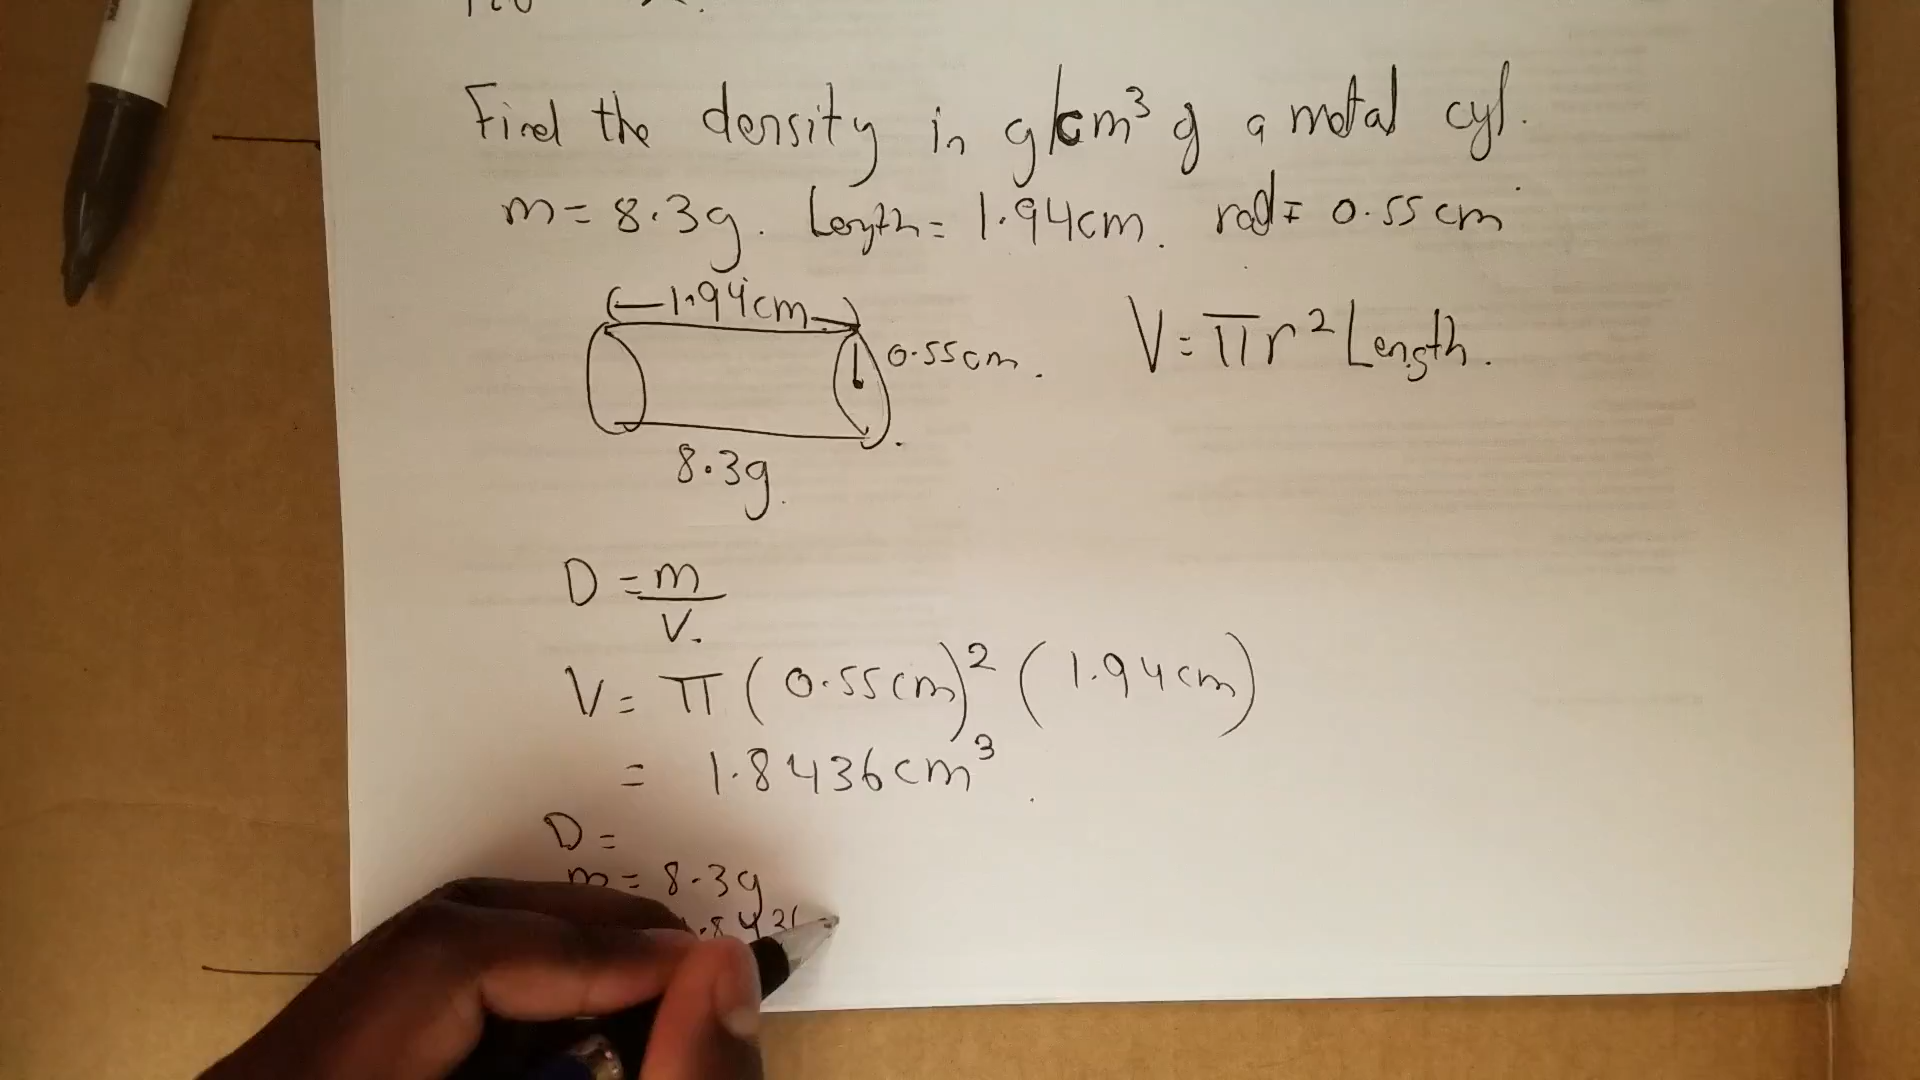 Find the density in g/cm³ of a metal cyl.
m = 8.3g. Length = 1.94cm. rad = 0.55cm
1.94cm
0.55cm.
V = πr² Length.
8.3g.
D = m
V.
V = π (0.55cm)² (1.94cm)
= 1.8436cm³
D =
m = 8.3g